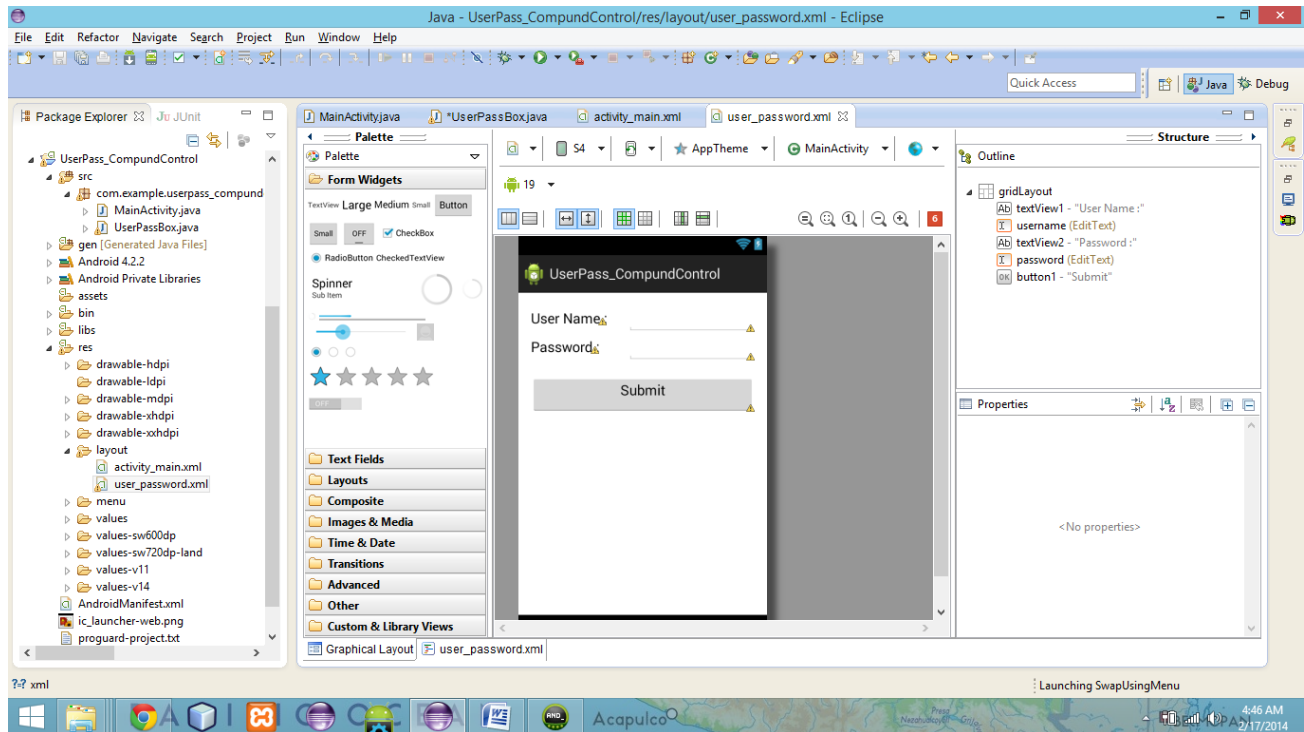 Java - UserPass_CompundControl/res/layout/user_password.xml - Eclipse
File Edit Refactor Navigate Search Project Run Window Help
Quick Access
Java
Debug
Package Explorer
JUnit
UserPass_CompundControl
src
com.example.userpass_compund
MainActivity.java
UserPassBox.java
gen [Generated Java Files]
Android 4.2.2
Android Private Libraries
assets
bin
libs
res
drawable-hdpi
drawable-ldpi
drawable-mdpi
drawable-xhdpi
drawable-xxhdpi
layout
activity_main.xml
user_password.xml
menu
values
values-sw600dp
values-sw720dp-land
values-v11
values-v14
AndroidManifest.xml
ic_launcher-web.png
proguard-project.txt
MainActivity.java
*UserPassBox.java
activity_main.xml
user_password.xml
Palette
Palette
Form Widgets
TextView Large Medium Small Button
Small OFF CheckBox
RadioButton CheckedTextView
Spinner
Sub Item
OFF
Text Fields
Layouts
Composite
Images & Media
Time & Date
Transitions
Advanced
Other
Custom & Library Views
S4
AppTheme
MainActivity
19
6
UserPass_CompundControl
User Name :
Password :
Submit
Graphical Layout
user_password.xml
Structure
Outline
gridLayout
Ab textView1 - "User Name :"
I username (EditText)
Ab textView2 - "Password :"
I password (EditText)
OK button1 - "Submit"
Properties
<No properties>
?=? xml
Launching SwapUsingMenu
Acapulco
4:46 AM
2/17/2014